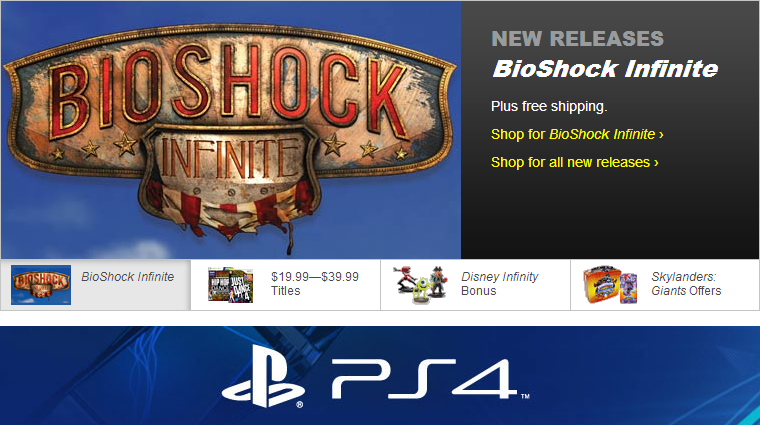 BIOSHOCK
INFINITE
NEW RELEASES
BioShock Infinite
Plus free shipping.
Shop for BioShock Infinite ›
Shop for all new releases ›
BioShock Infinite
$19.99—$39.99
Titles
Disney Infinity
Bonus
Skylanders:
Giants Offers
PS4™